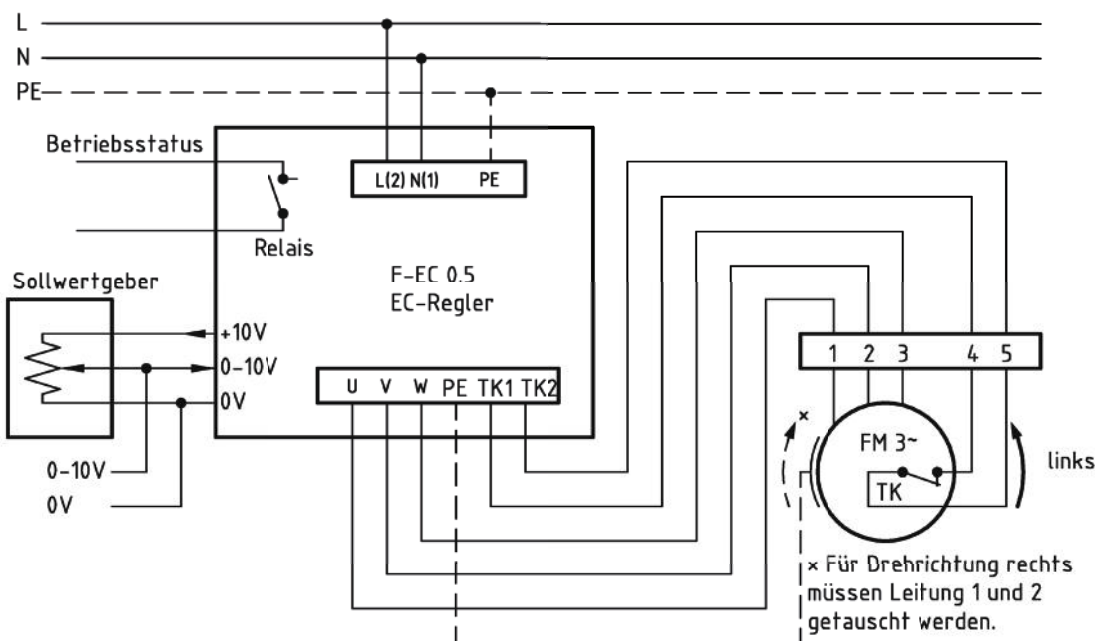 L
N
PE
Betriebsstatus
L(2) N(1) PE
Relais
Sollwertgeber
F-EC 0.5
EC-Regler
+10V
0-10V
0V
U V W PE TK1 TK2
1 2 3 4 5
×
FM 3~
TK
links
0-10V
0V
× Für Drehrichtung rechts
müssen Leitung 1 und 2
getauscht werden.